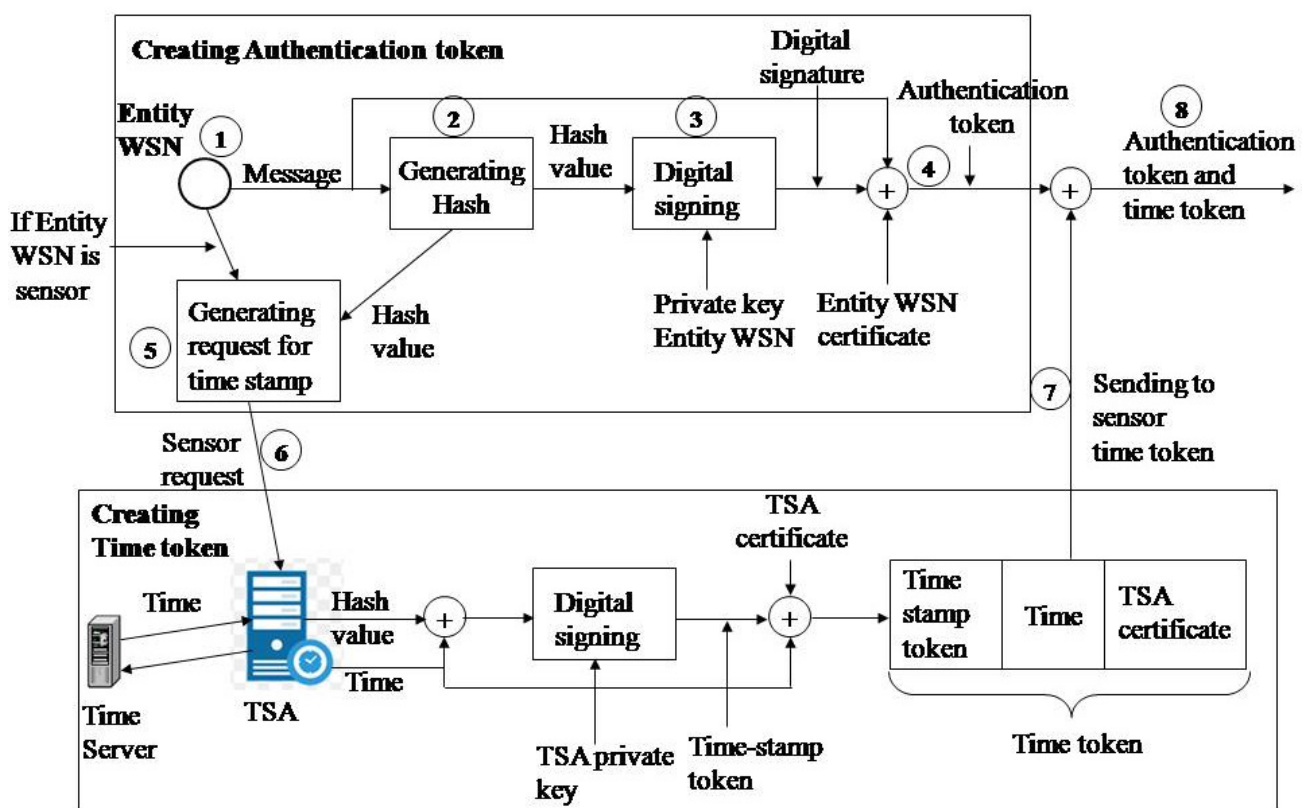 Creating Authentication token
Digital
signature
Authentication
token
8
Authentication
token and
time token
Entity
WSN
1
2
Hash
value
3
4
Message
Generating
Hash
Digital
signing
+
+
If Entity
WSN is
sensor
Private key
Entity WSN
Entity WSN
certificate
5
Generating
request for
time stamp
Hash
value
7
Sending to
sensor
time token
Sensor
request
6
Creating
Time token
TSA
certificate
Time
Hash
value
+
Digital
signing
+
Time
stamp
token
Time
TSA
certificate
Time
TSA
Time
Server
TSA private
key
Time-stamp
token
Time token